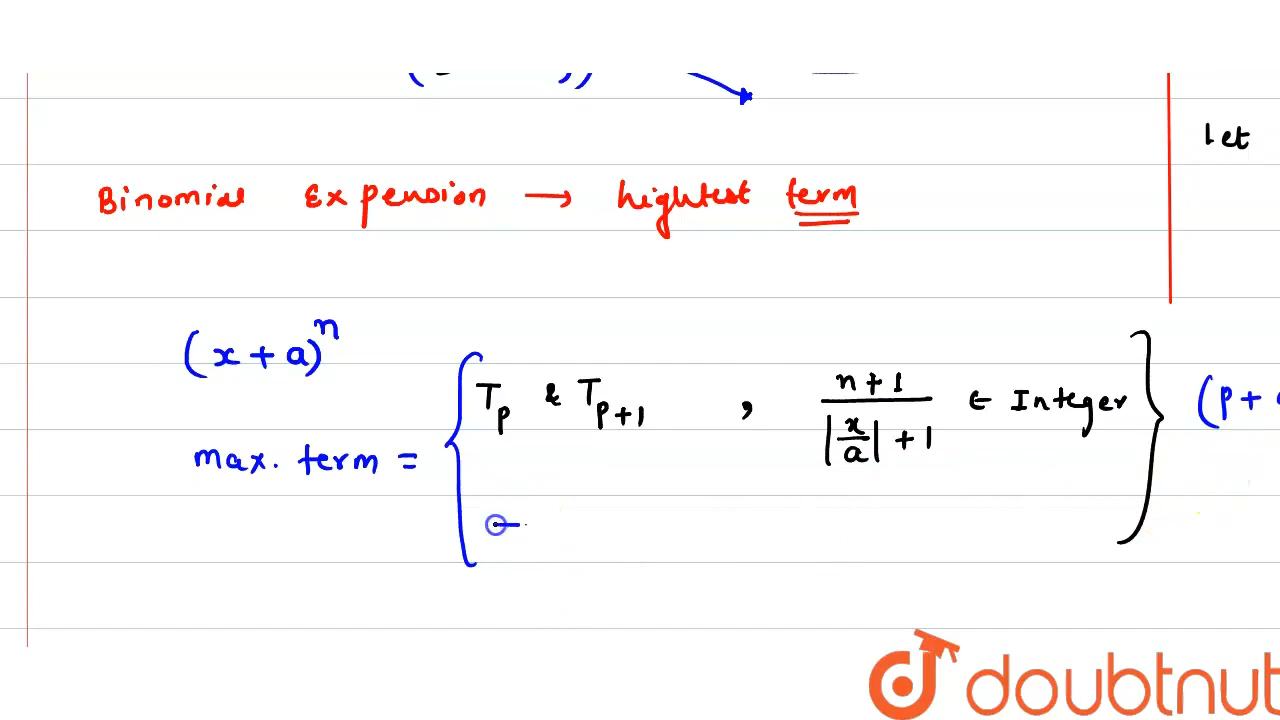 let
Binomial Expension → highest term
(x + a)^n
max. term = { T_p & T_{p+1} , (n+1)/(|x/a| + 1) ∈ Integer } (p +
doubtnut